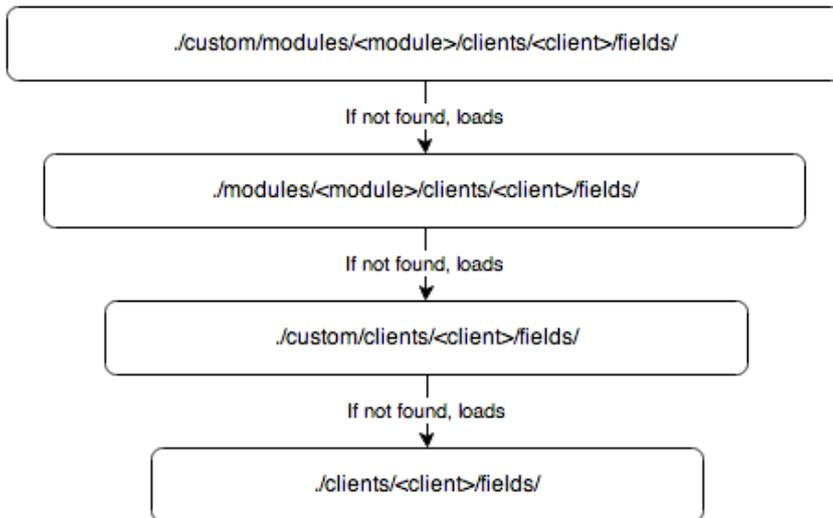 ./custom/modules/<module>/clients/<client>/fields/
If not found, loads
./modules/<module>/clients/<client>/fields/
If not found, loads
./custom/clients/<client>/fields/
If not found, loads
./clients/<client>/fields/